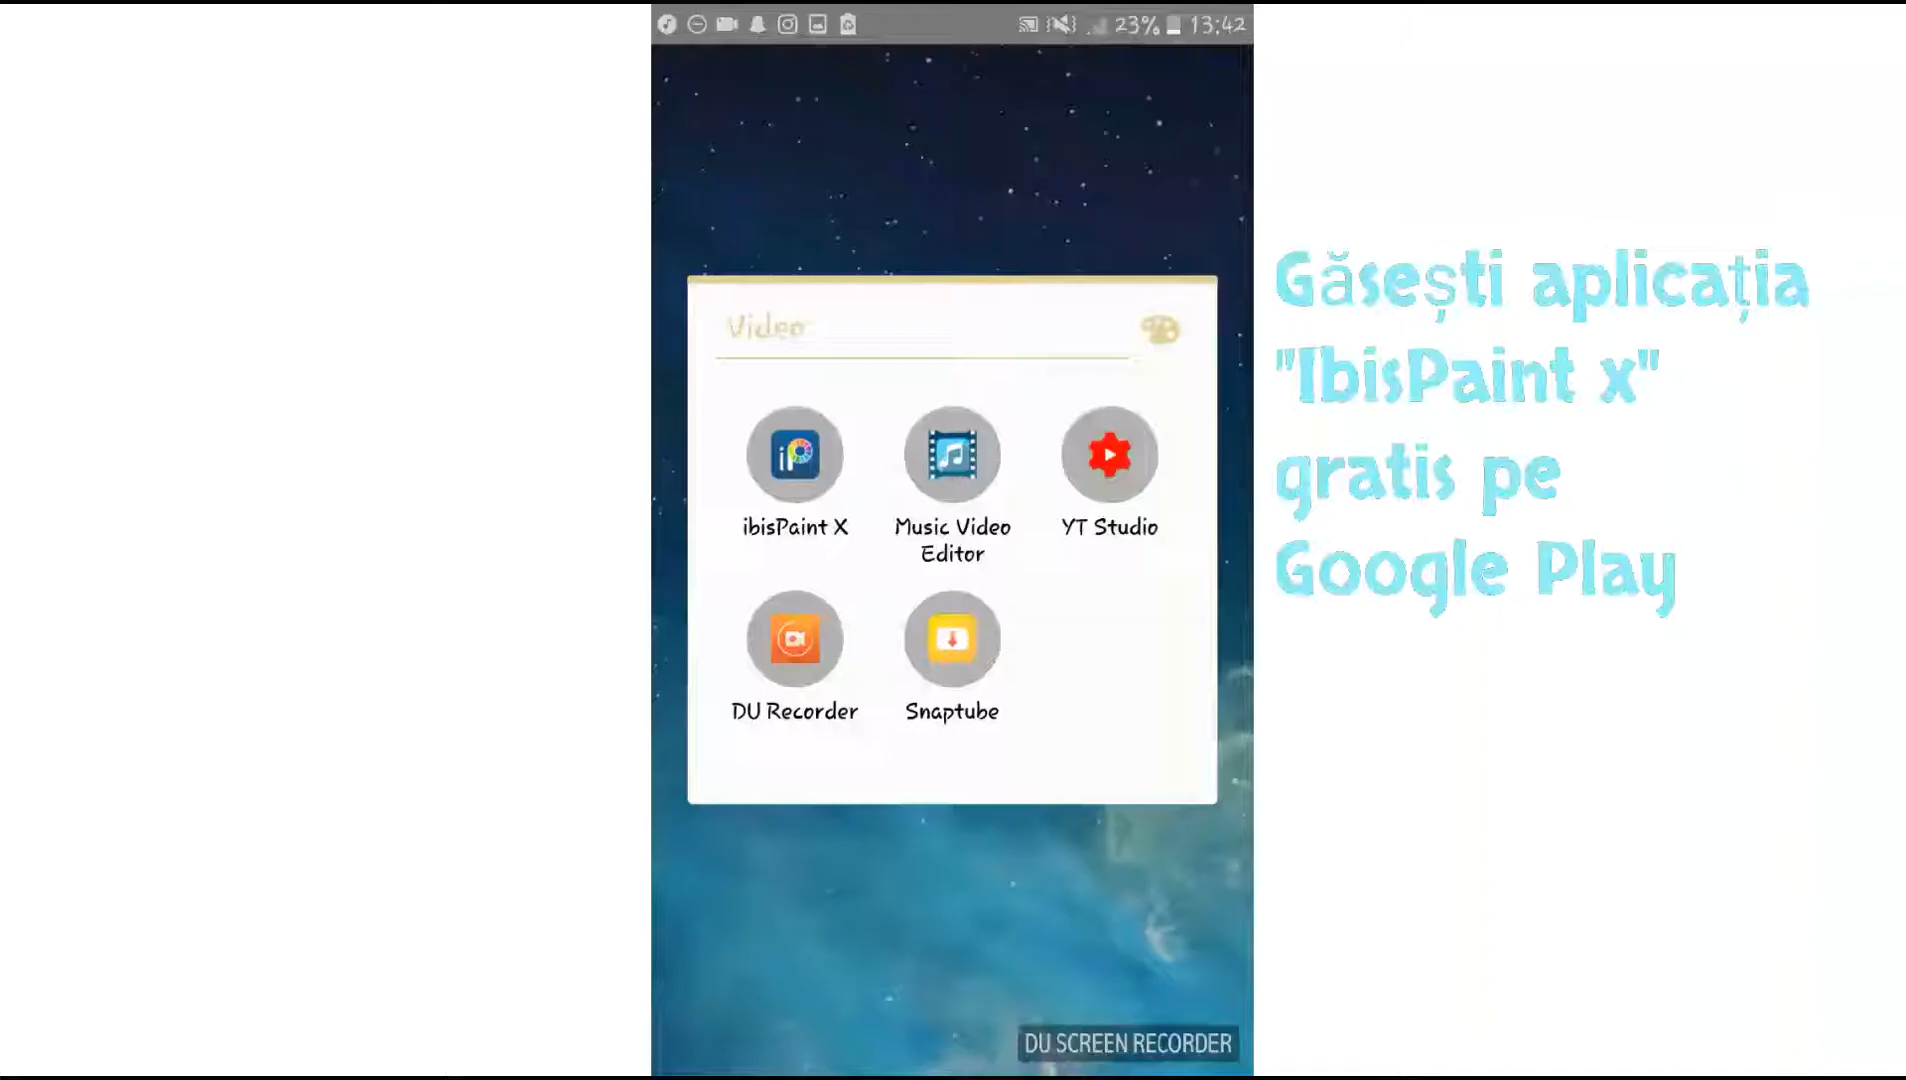 23% 13:42
Video
ibisPaint X
Music Video
Editor
YT Studio
DU Recorder
Snaptube
DU SCREEN RECORDER
Găsești aplicația
"IbisPaint x"
gratis pe
Google Play